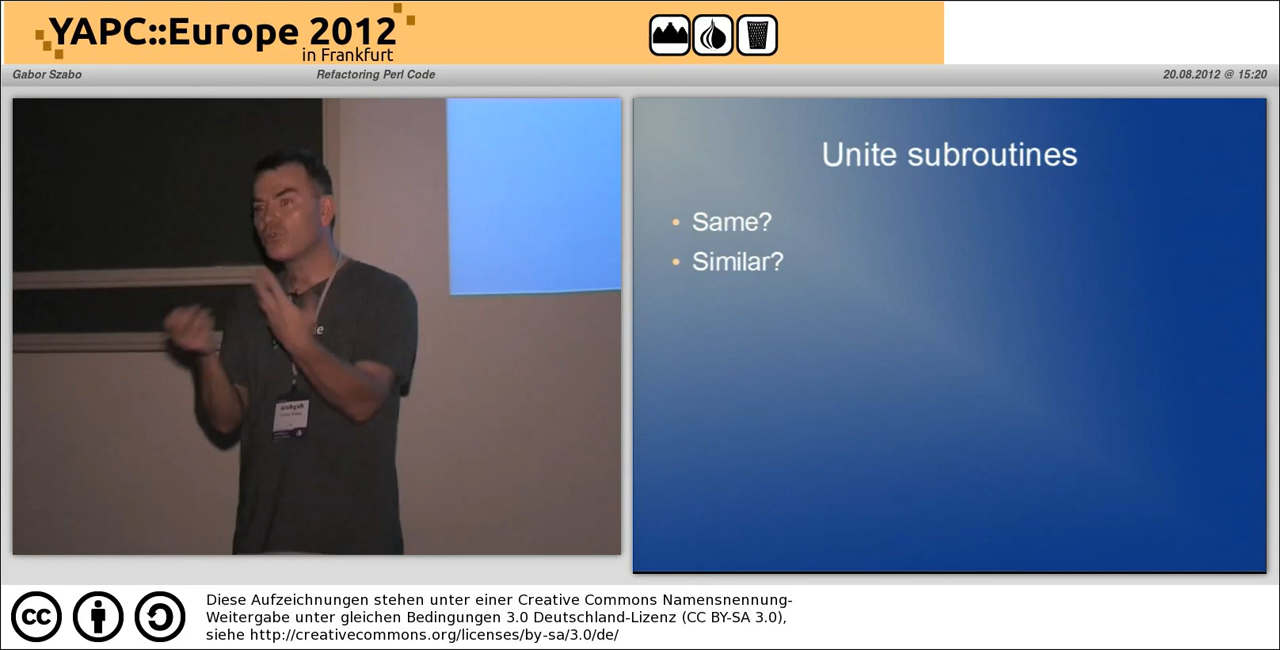 YAPC::Europe 2012
in Frankfurt
Gabor Szabo
Refactoring Perl Code
20.08.2012 @ 15:20
Unite subroutines
• Same?
• Similar?
szabgab
cc
Diese Aufzeichnungen stehen unter einer Creative Commons Namensnennung-
Weitergabe unter gleichen Bedingungen 3.0 Deutschland-Lizenz (CC BY-SA 3.0),
siehe http://creativecommons.org/licenses/by-sa/3.0/de/